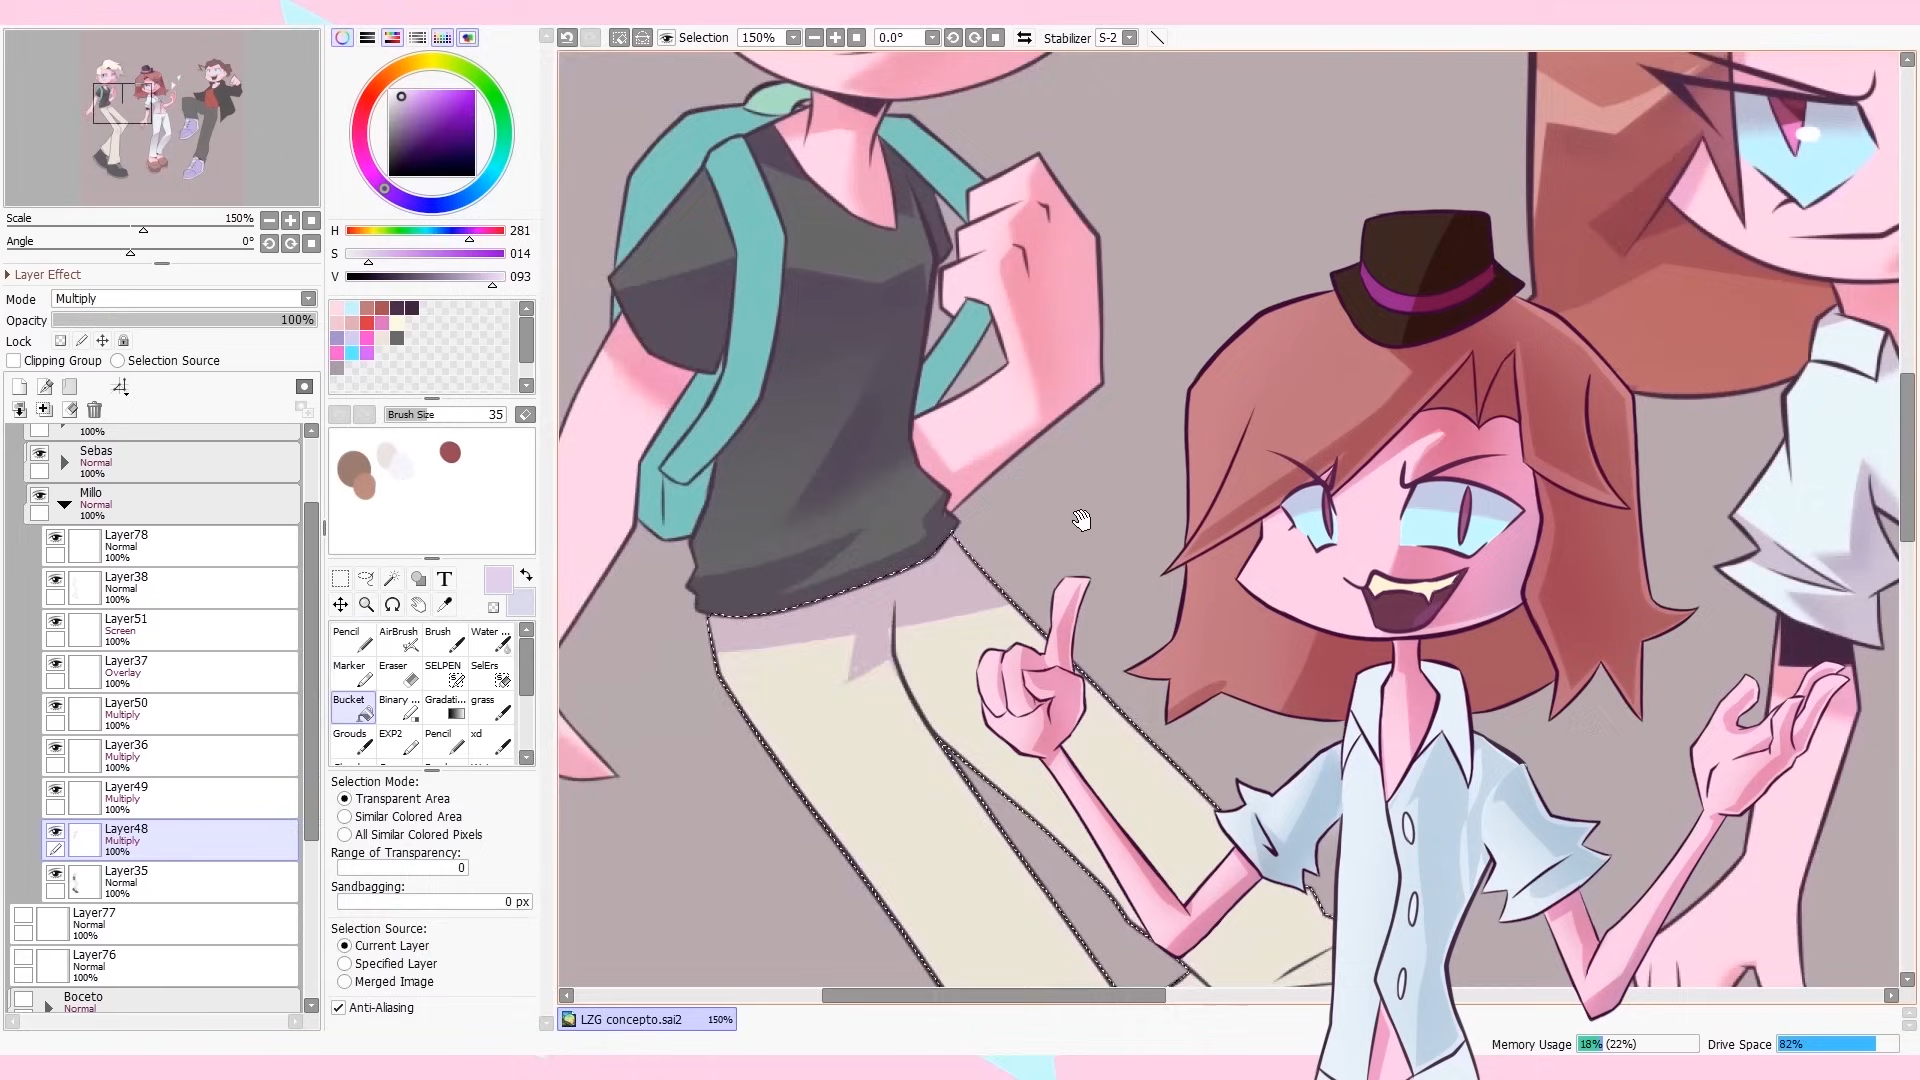 Selection
150%
0.0°
Stabilizer
S-2
Scale
150%
Angle
0°
Layer Effect
Mode
Multiply
Opacity
100%
Lock
Clipping Group
Selection Source
100%
Sebas
Normal
100%
Millo
Normal
100%
Layer78
Normal
100%
Layer38
Normal
100%
Layer51
Screen
100%
Layer37
Overlay
100%
Layer50
Multiply
100%
Layer36
Multiply
100%
Layer49
Multiply
100%
Layer48
Multiply
100%
Layer35
Normal
100%
Layer77
Normal
100%
Layer76
Normal
100%
Boceto
Normal
H
281
S
014
V
093
Brush Size
35
T
Pencil
AirBrush
Brush
Water ...
Marker
Eraser
SELPEN
SelErs
Bucket
Binary ...
Gradati...
grass
Grouds
EXP2
Pencil
xd
Selection Mode:
Transparent Area
Similar Colored Area
All Similar Colored Pixels
Range of Transparency:
0
Sandbagging:
0 px
Selection Source:
Current Layer
Specified Layer
Merged Image
Anti-Aliasing
LZG concepto.sai2
150%
Memory Usage
18% (22%)
Drive Space
82%